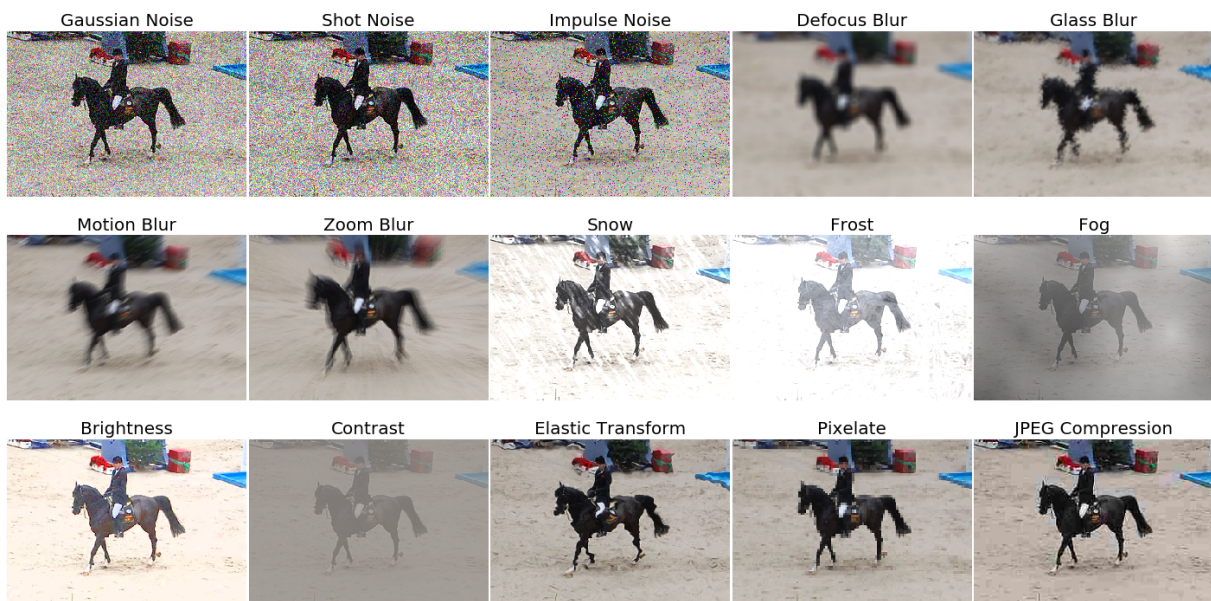 Gaussian Noise
Shot Noise
Impulse Noise
Defocus Blur
Glass Blur
Motion Blur
Zoom Blur
Snow
Frost
Fog
Brightness
Contrast
Elastic Transform
Pixelate
JPEG Compression